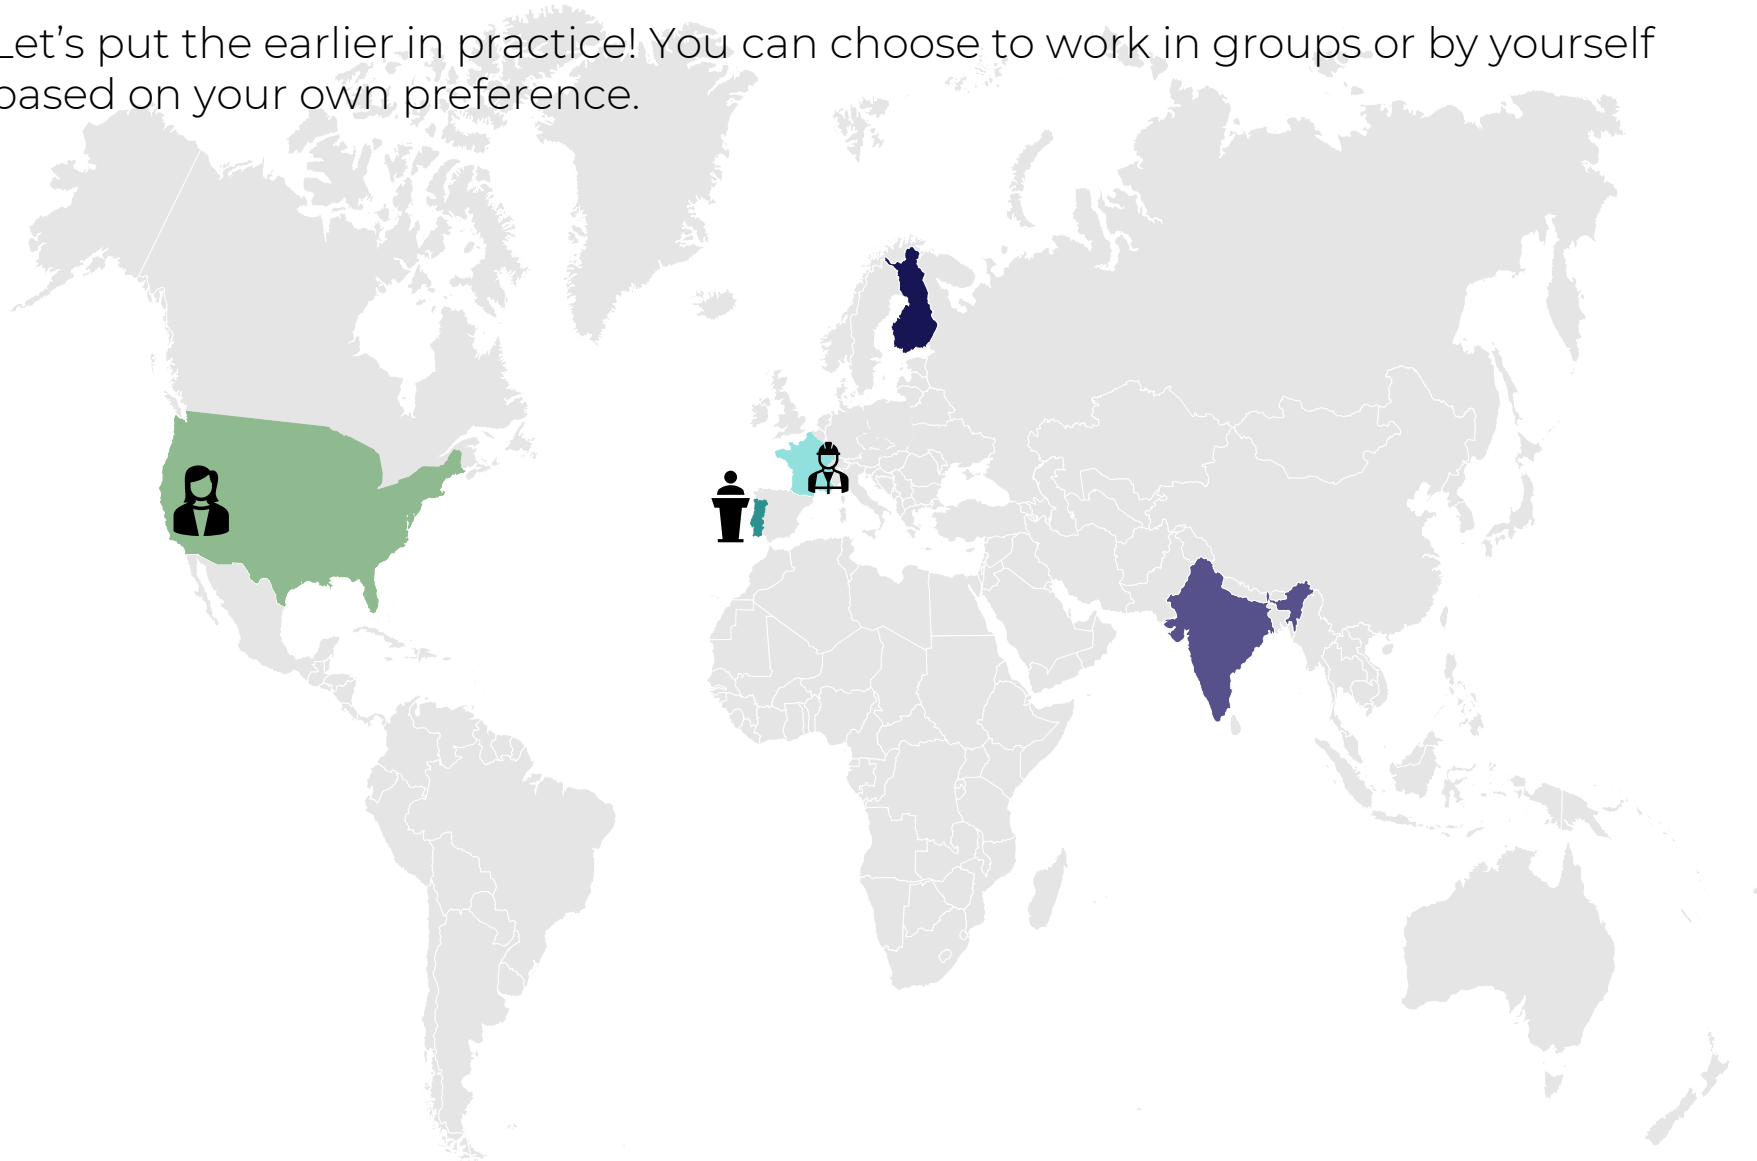 Let’s put the earlier in practice! You can choose to work in groups or by yourself
based on your own preference.